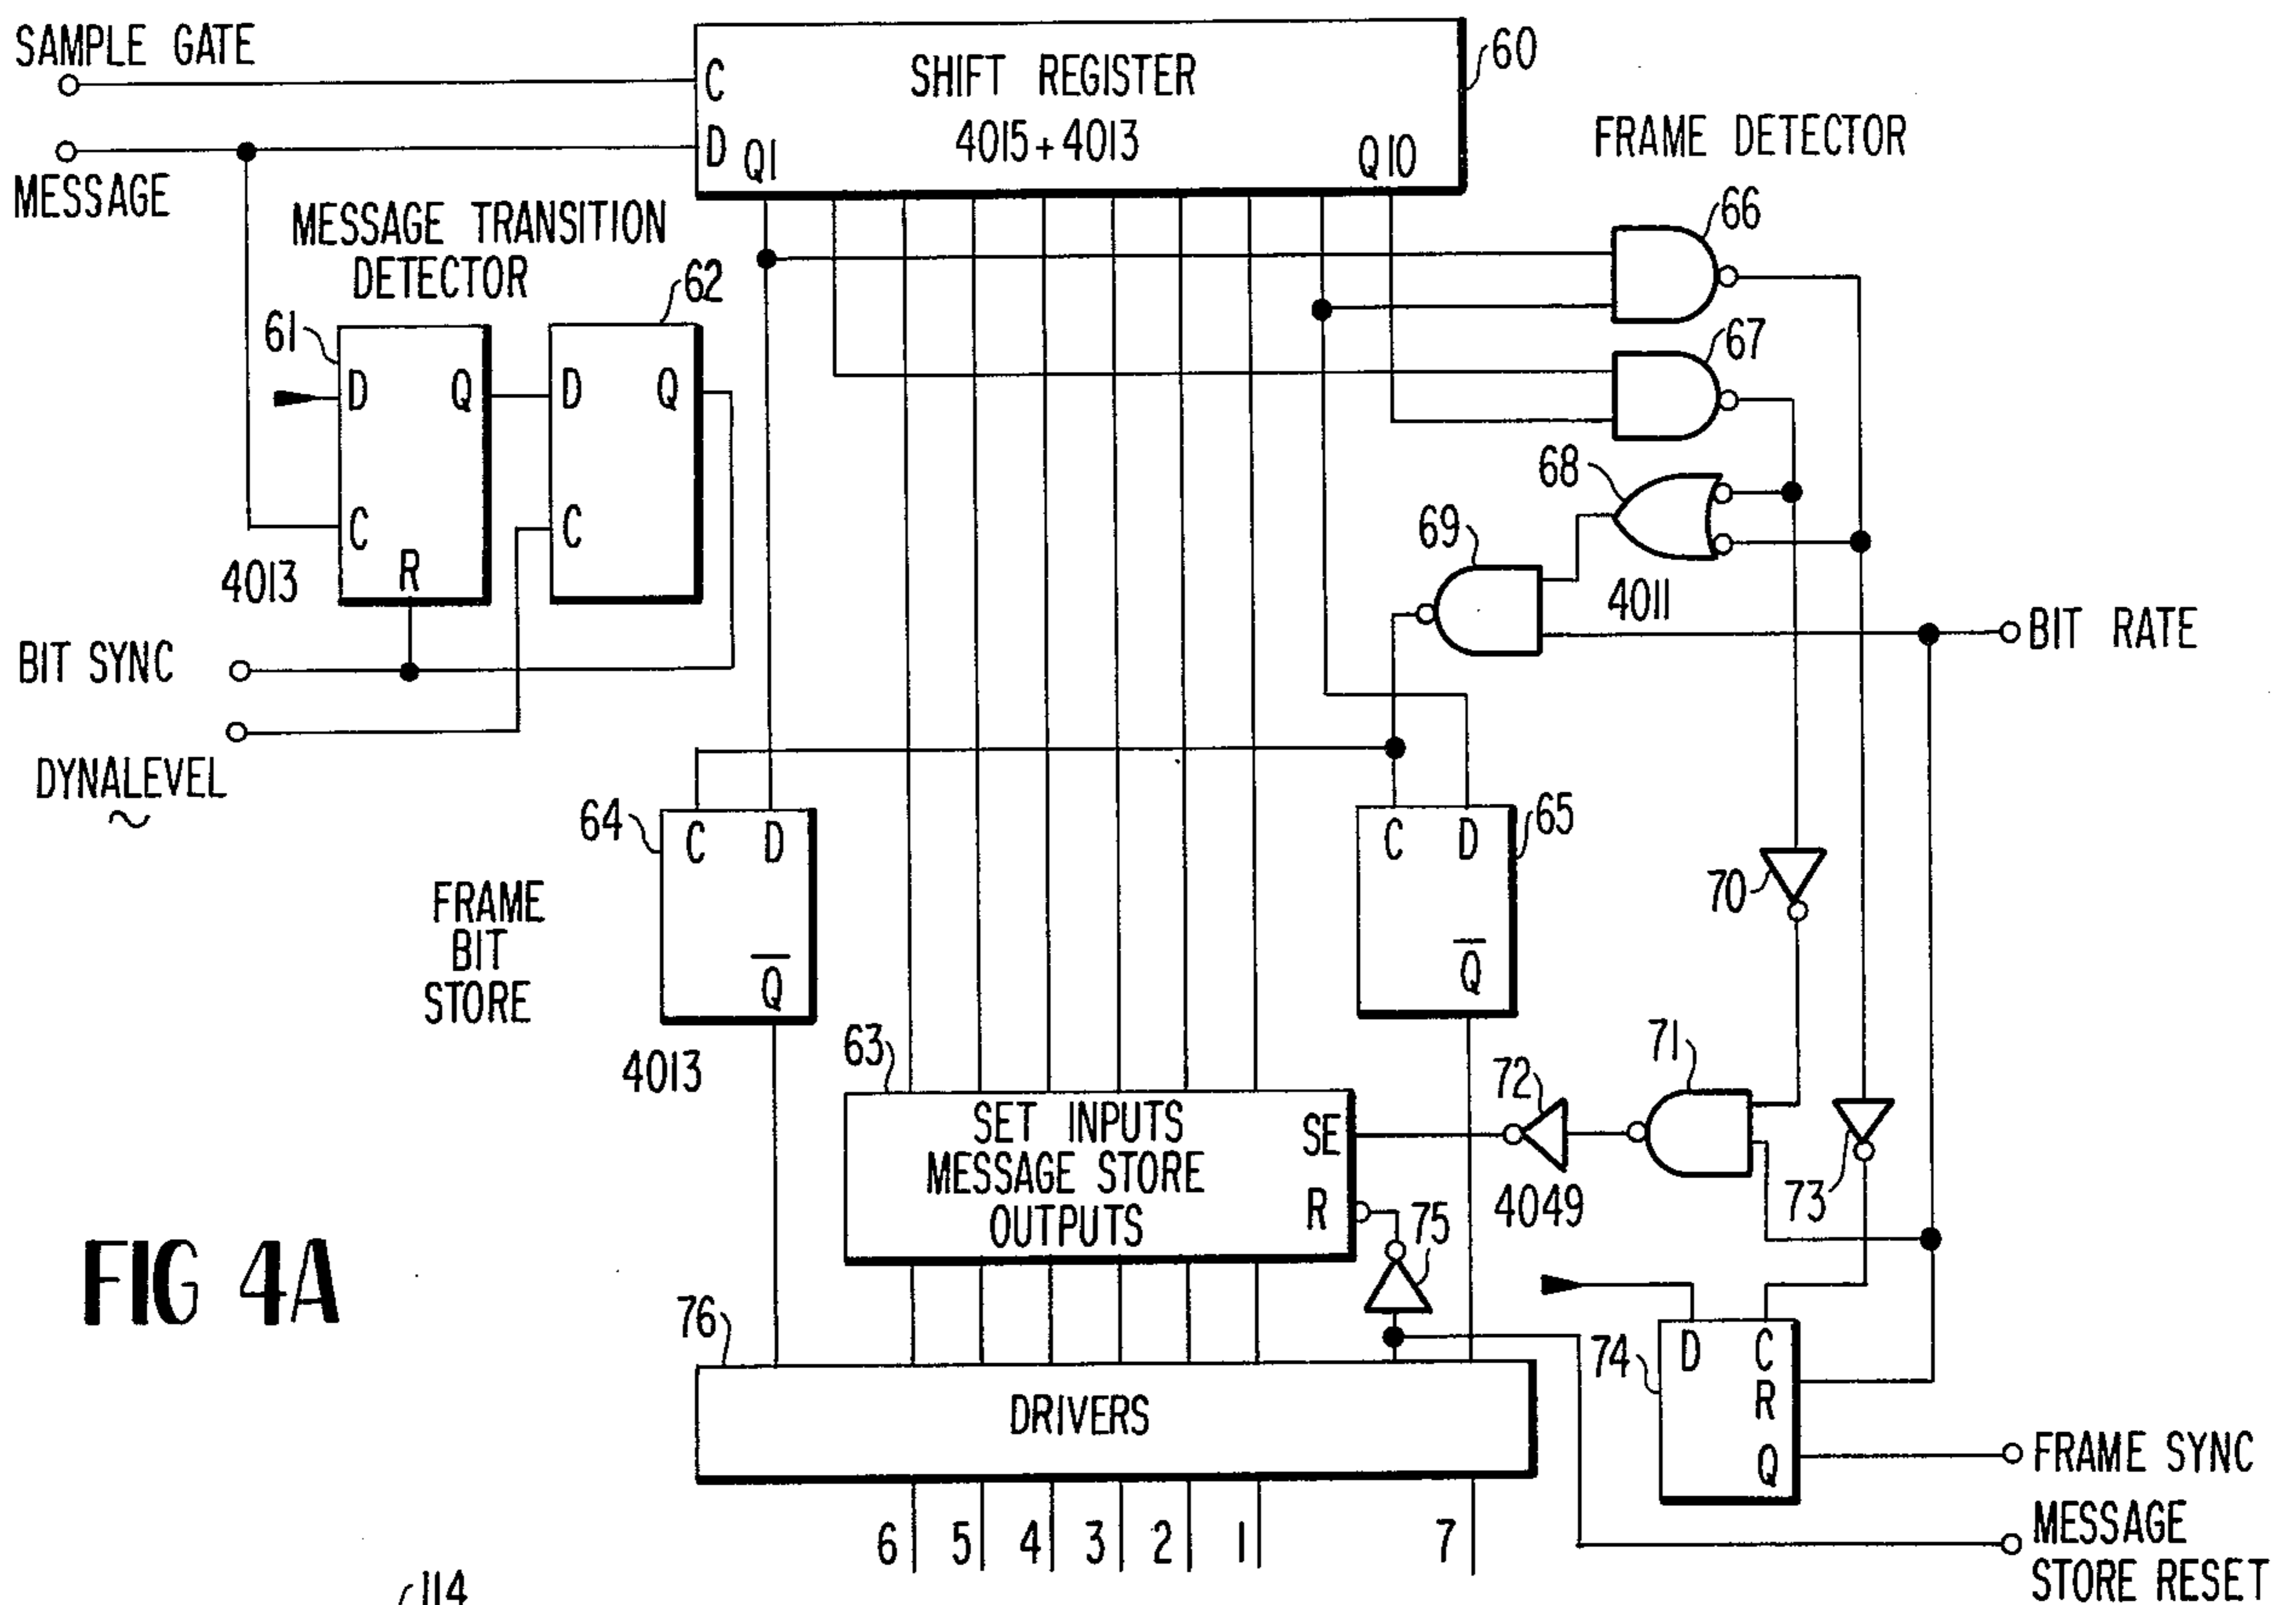 SAMPLE GATE
MESSAGE
C
D
Q1
SHIFT REGISTER
4015 + 4013
Q10
60
FRAME DETECTOR
66
67
68
69
4011
BIT RATE
MESSAGE TRANSITION
DETECTOR
61
62
D
Q
C
R
D
Q
C
4013
BIT SYNC
DYNALEVEL
~
64
C
D
Q̅
FRAME
BIT
STORE
4013
65
C
D
Q̅
70
71
72
4049
73
63
SET INPUTS
MESSAGE STORE
OUTPUTS
SE
R
75
FIG 4A
76
DRIVERS
74
D
C
R
Q
FRAME SYNC
MESSAGE
STORE RESET
6
5
4
3
2
1
7
114